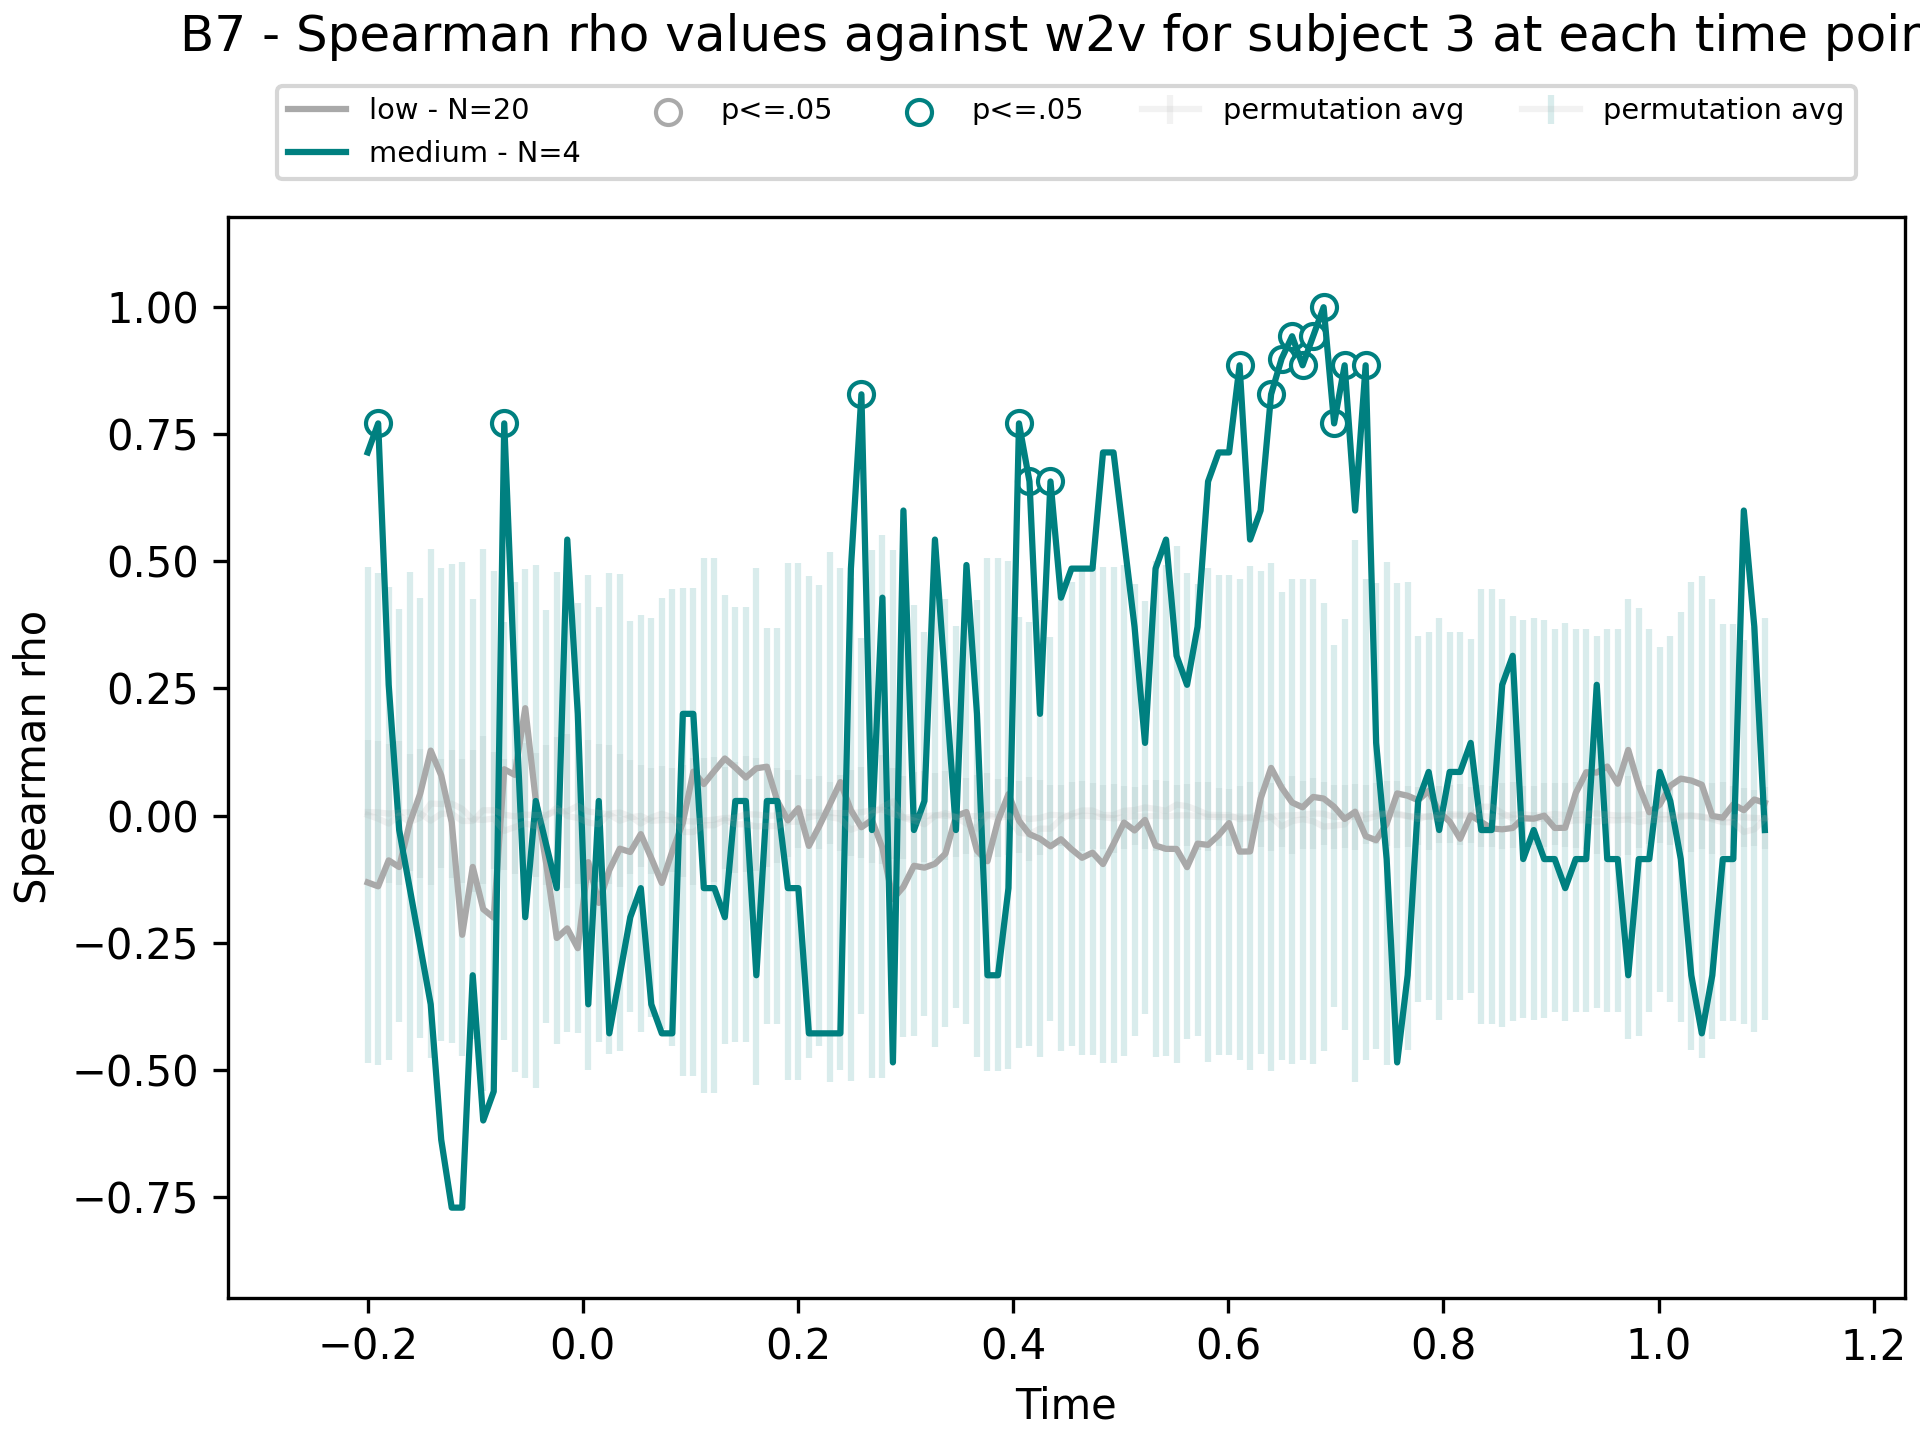 B7 - Spearman rho values against w2v for subject 3 at each time poin
low - N=20
medium - N=4
p<=.05
p<=.05
permutation avg
permutation avg
1.00
0.75
0.50
0.25
0.00
−0.25
−0.50
−0.75
Spearman rho
−0.2 0.0 0.2 0.4 0.6 0.8 1.0 1.2
Time